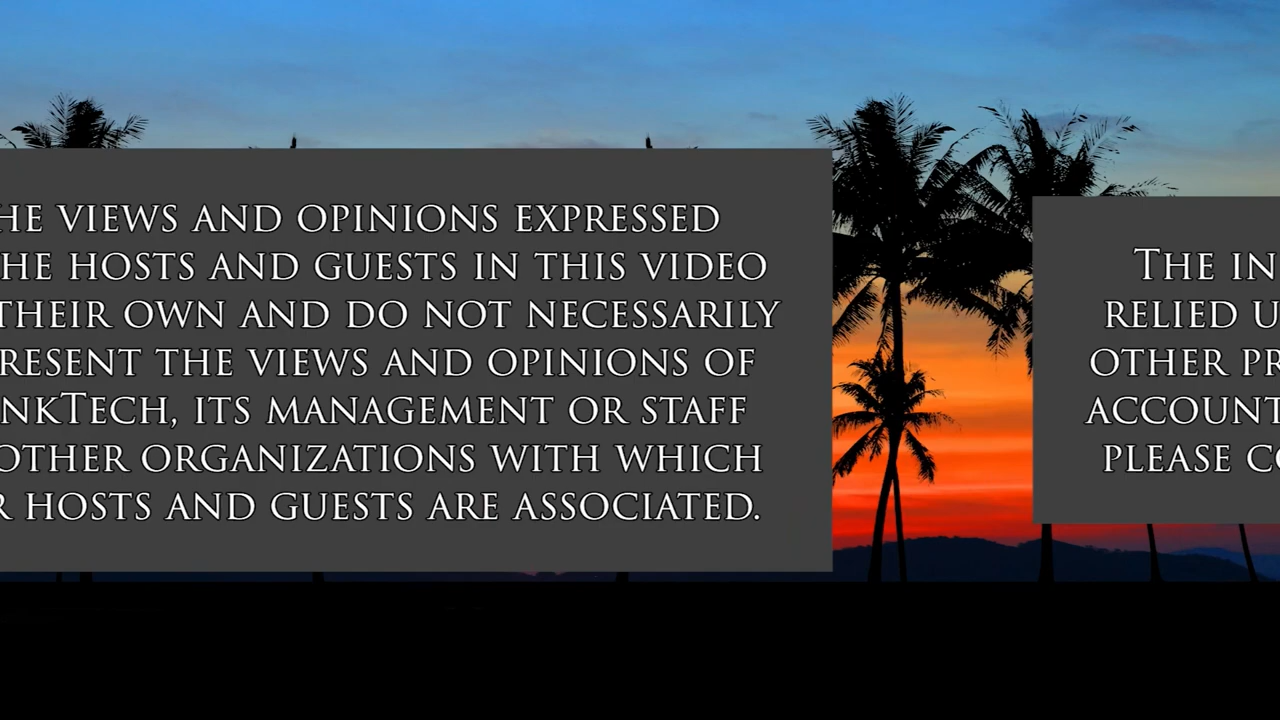 HE VIEWS AND OPINIONS EXPRESSED
HE HOSTS AND GUESTS IN THIS VIDEO
THEIR OWN AND DO NOT NECESSARILY
RESENT THE VIEWS AND OPINIONS OF
NKTECH, ITS MANAGEMENT OR STAFF
OTHER ORGANIZATIONS WITH WHICH
R HOSTS AND GUESTS ARE ASSOCIATED.
THE IN
RELIED U
OTHER PR
ACCOUNT
PLEASE CO